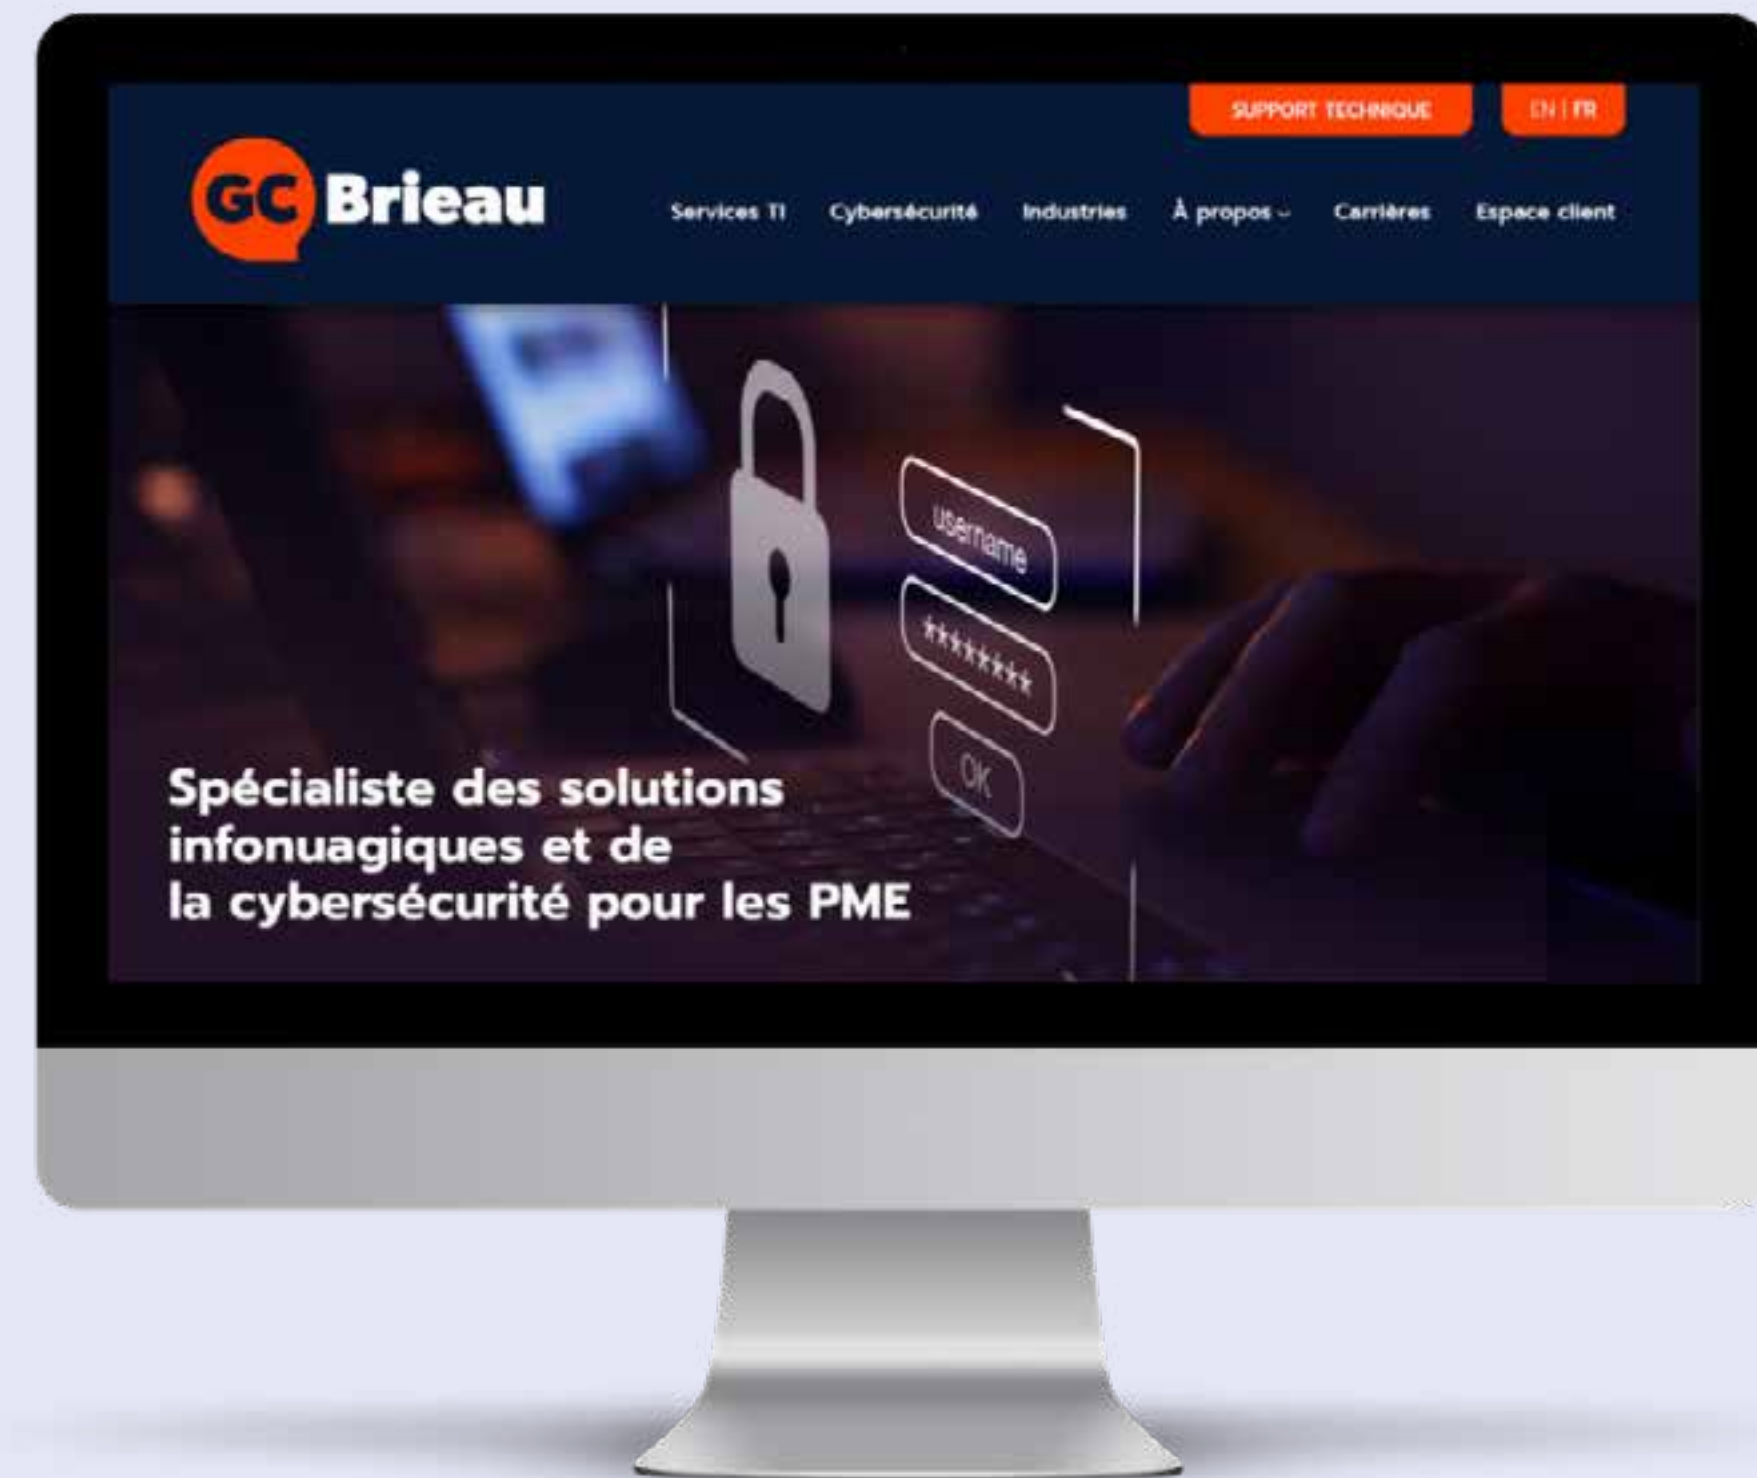 SUPPORT TECHNIQUE
EN | FR
GC Brieau
Services TI
Cybersécurité
Industries
À propos
Carrières
Espace client
username
********
OK
Spécialiste des solutions
infonuagiques et de
la cybersécurité pour les PME